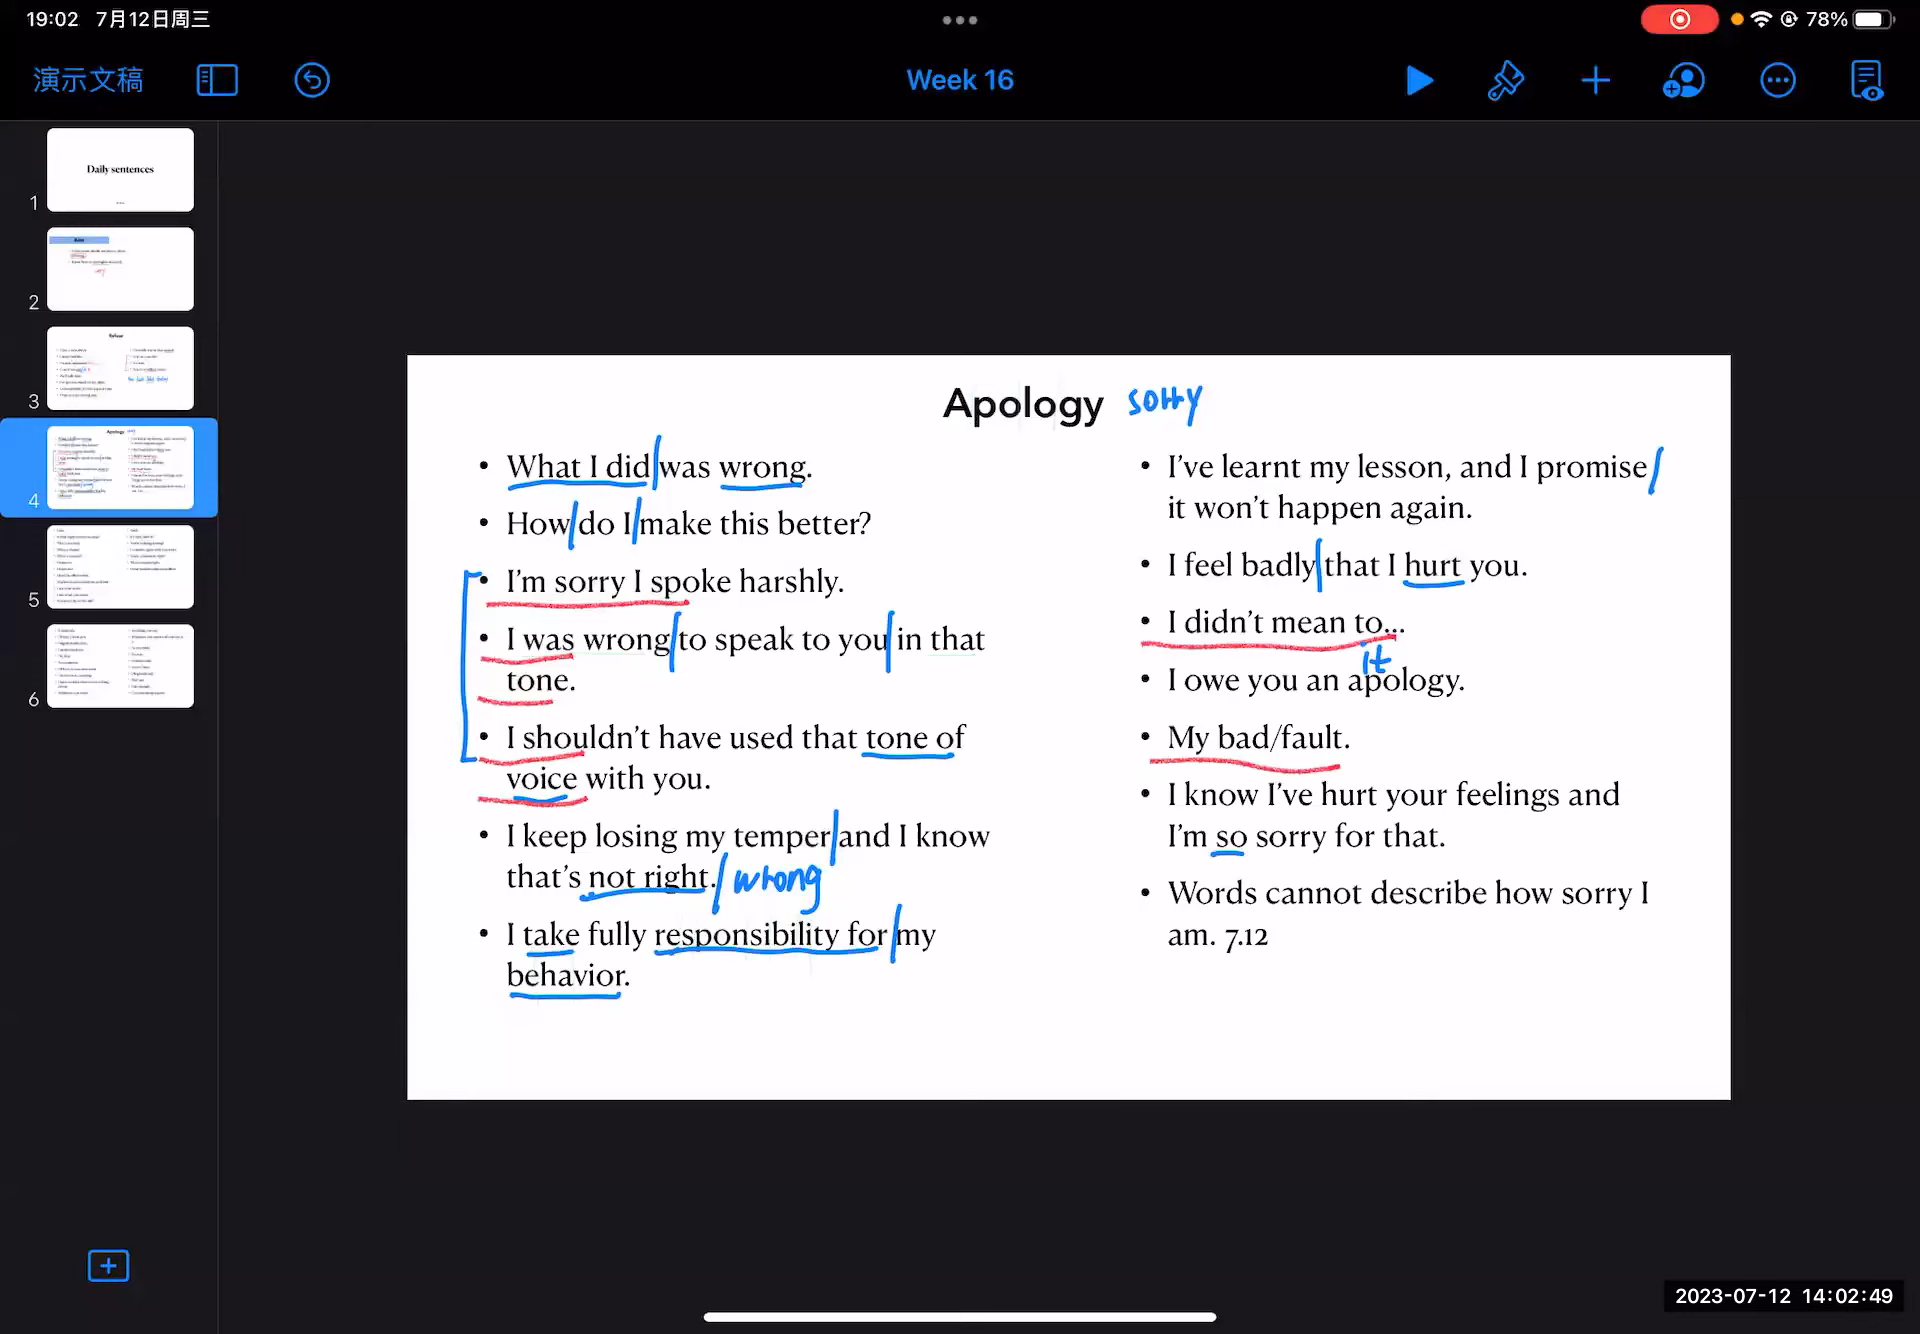 19:02 7月12日周三
78%
演示文稿
Week 16
1
Daily sentences
2
3
4
5
6
Apology sorry
• What I did was wrong.
• How do I make this better?
• I'm sorry I spoke harshly.
• I was wrong to speak to you in that
tone.
• I shouldn't have used that tone of
voice with you.
• I keep losing my temper and I know
that's not right. / wrong
• I take fully responsibility for my
behavior.
• I've learnt my lesson, and I promise
it won't happen again.
• I feel badly that I hurt you.
• I didn't mean to...
it
• I owe you an apology.
• My bad/fault.
• I know I've hurt your feelings and
I'm so sorry for that.
• Words cannot describe how sorry I
am. 7.12
2023-07-12 14:02:49